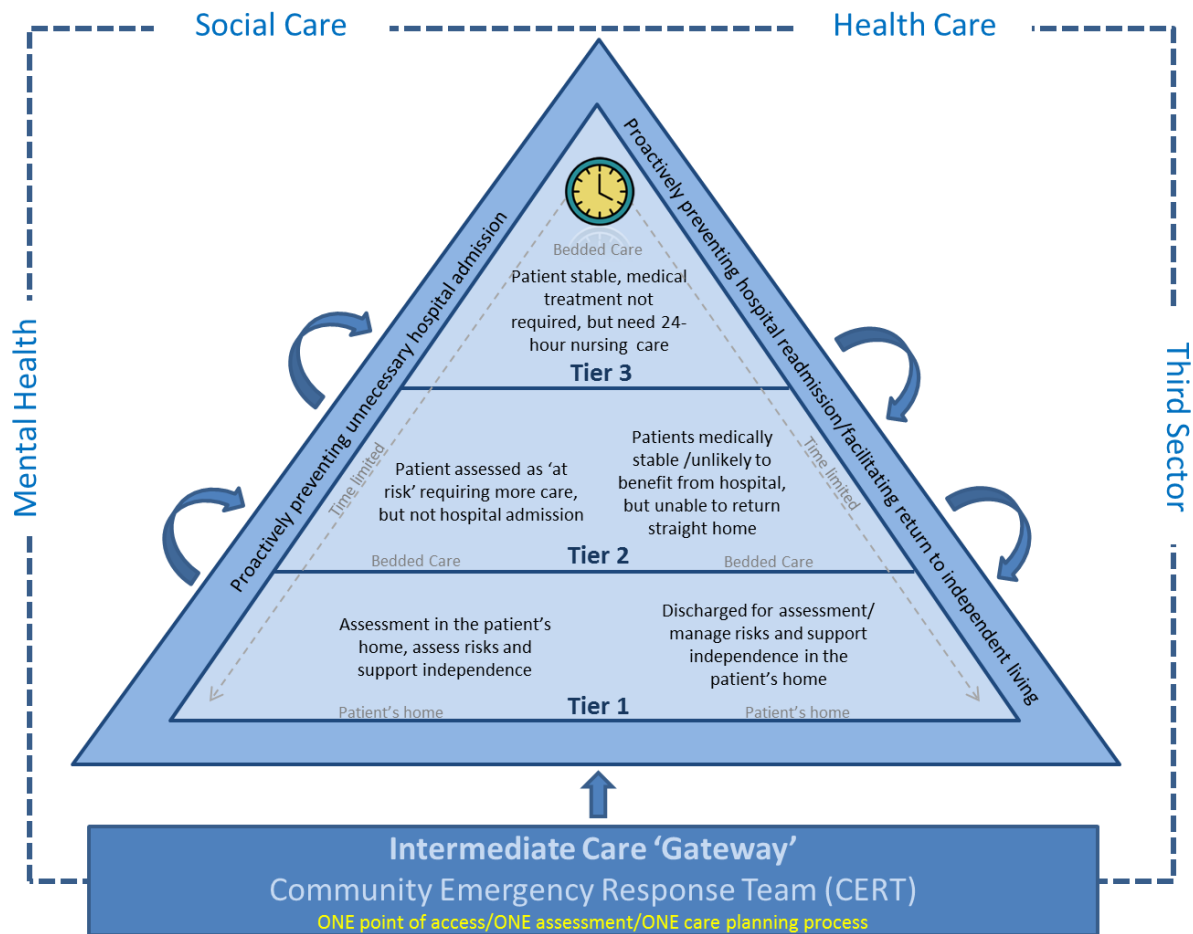 Social Care
Health Care
Mental Health
Third Sector
Proactively preventing unnecessary hospital admission
Proactively preventing hospital readmission/facilitating return to independent living
Bedded Care
Patient stable, medical
treatment not
required, but need 24-
hour nursing care
Tier 3
Time limited
Time limited
Patient assessed as ‘at
risk’ requiring more care,
but not hospital admission
Bedded Care
Patients medically
stable /unlikely to
benefit from hospital,
but unable to return
straight home
Bedded Care
Tier 2
Assessment in the patient’s
home, assess risks and
support independence
Patient’s home
Discharged for assessment/
manage risks and support
independence in the
patient’s home
Patient’s home
Tier 1
Intermediate Care ‘Gateway’
Community Emergency Response Team (CERT)
ONE point of access/ONE assessment/ONE care planning process